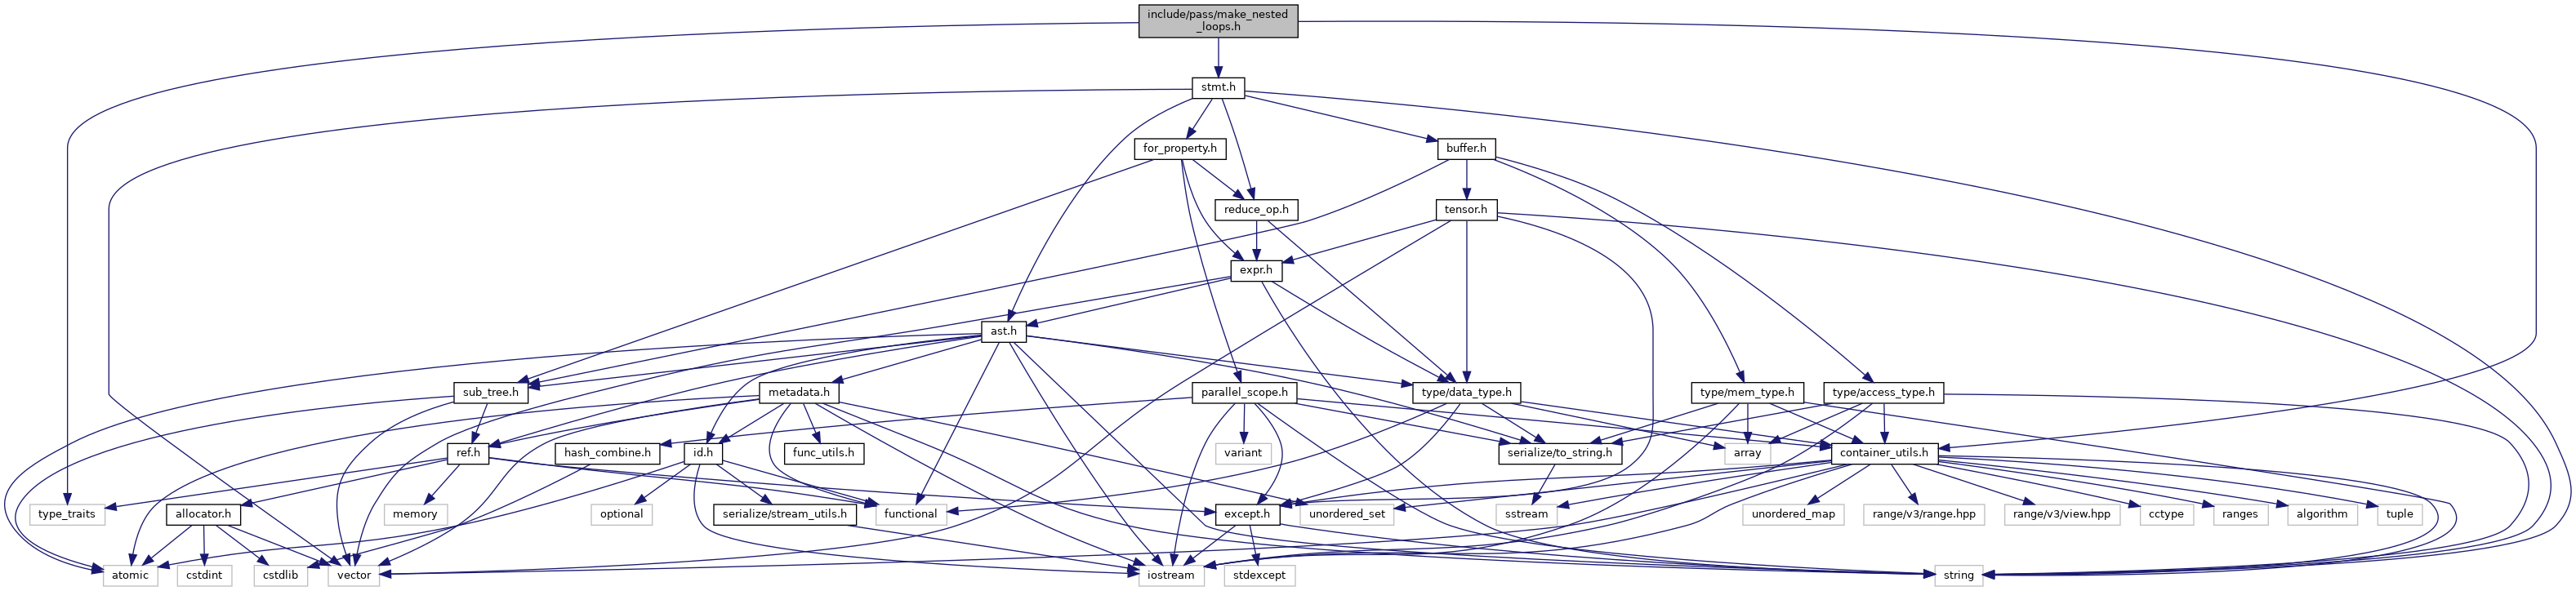 include/pass/make_nested
_loops.h
stmt.h
for_property.h
buffer.h
reduce_op.h
tensor.h
expr.h
ast.h
sub_tree.h
metadata.h
parallel_scope.h
type/data_type.h
type/mem_type.h
type/access_type.h
ref.h
hash_combine.h
id.h
func_utils.h
variant
serialize/to_string.h
array
container_utils.h
type_traits
allocator.h
memory
optional
serialize/stream_utils.h
functional
except.h
unordered_set
sstream
unordered_map
range/v3/range.hpp
range/v3/view.hpp
cctype
ranges
algorithm
tuple
atomic
cstdint
cstdlib
vector
iostream
stdexcept
string